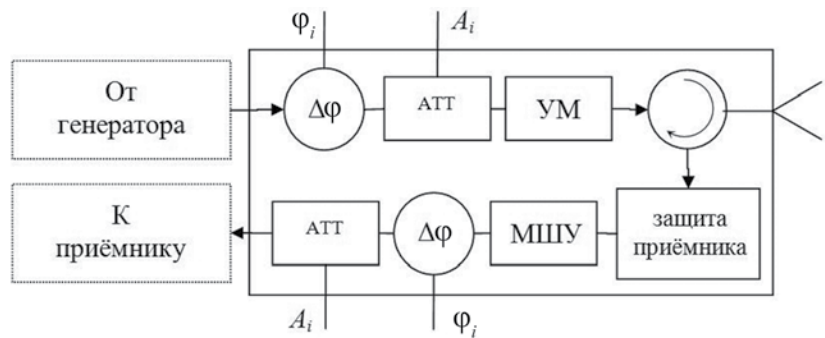 φi
Ai
От
генератора
Δφ
АТТ
УМ
К
приёмнику
АТТ
Δφ
МШУ
защита
приёмника
Ai
φi